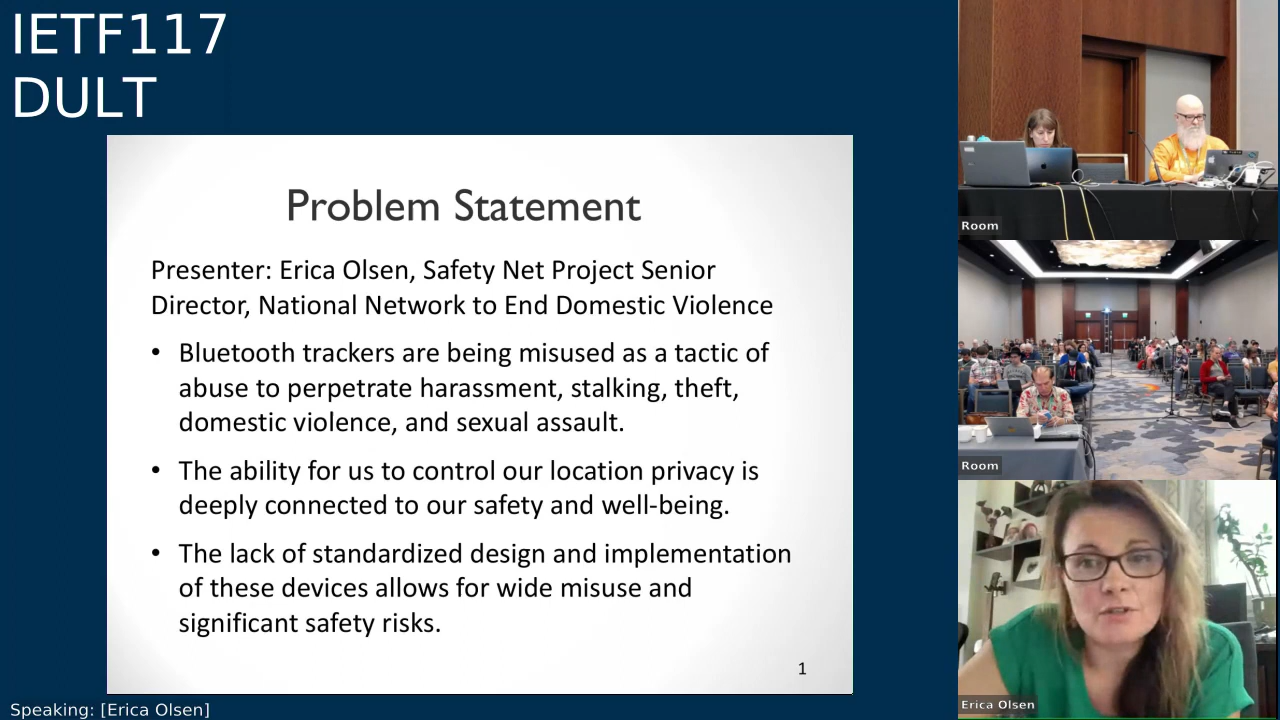 IETF117
DULT
Problem Statement
Presenter: Erica Olsen, Safety Net Project Senior
Director, National Network to End Domestic Violence
• Bluetooth trackers are being misused as a tactic of
abuse to perpetrate harassment, stalking, theft,
domestic violence, and sexual assault.
• The ability for us to control our location privacy is
deeply connected to our safety and well-being.
• The lack of standardized design and implementation
of these devices allows for wide misuse and
significant safety risks.
1
Speaking: [Erica Olsen]
Room
Room
Erica Olsen